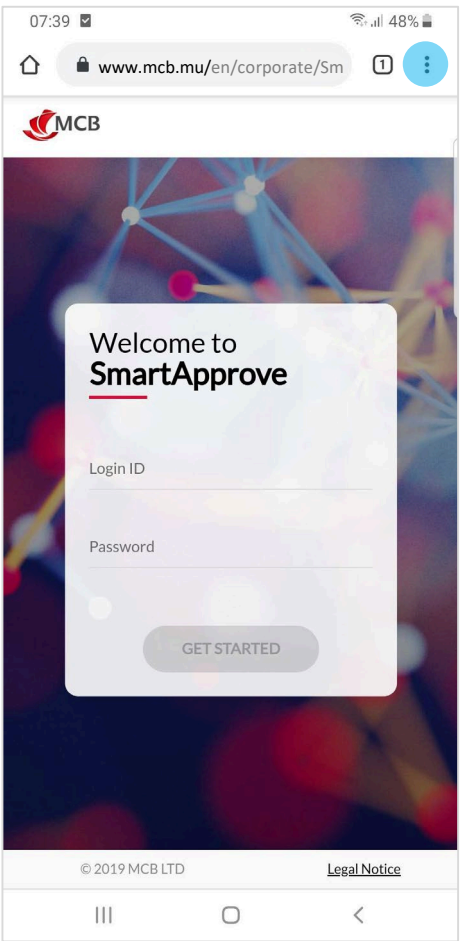 07:39 48%
www.mcb.mu/en/corporate/Sm 1
MCB
Welcome to
SmartApprove
Login ID
Password
GET STARTED
© 2019 MCB LTD Legal Notice